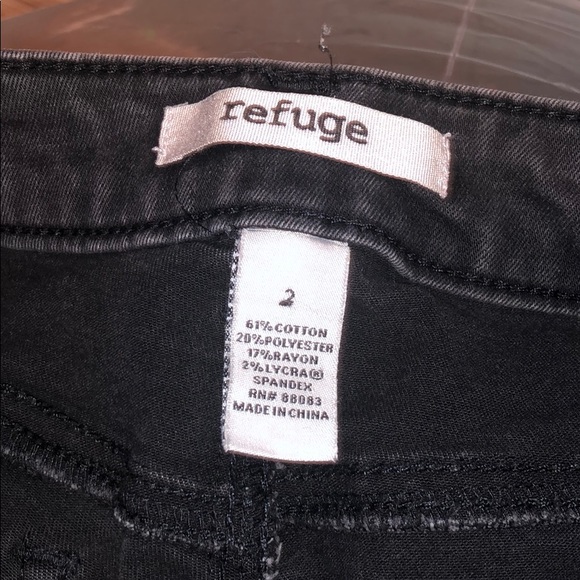 refuge
2
61%COTTON
20%POLYESTER
17%RAYON
2%LYCRA®
SPANDEX
RN# 88083
MADE IN CHINA